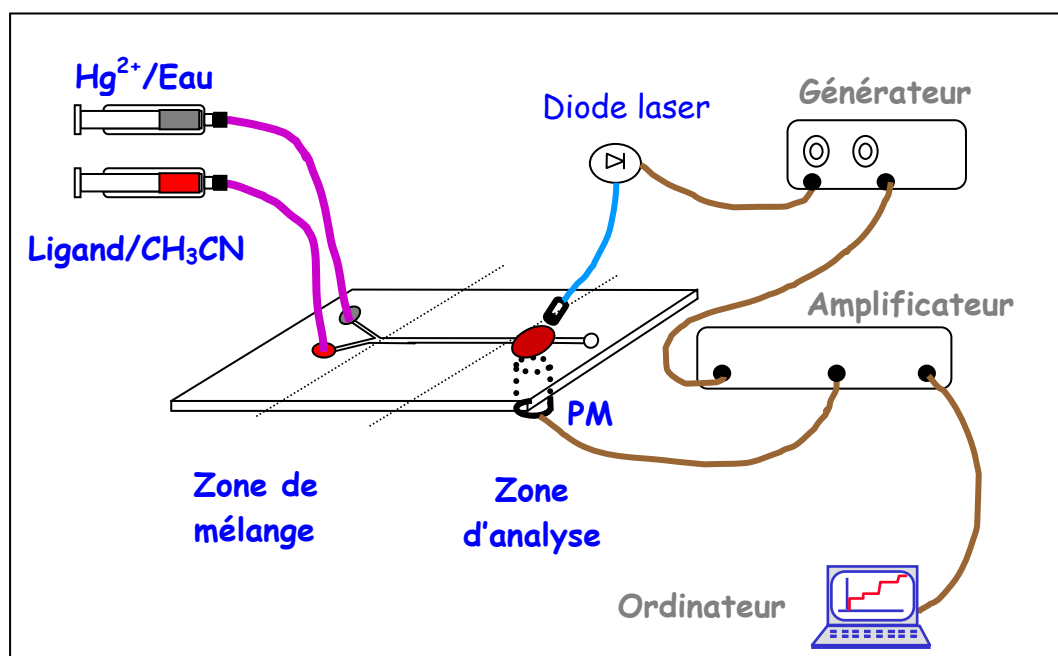 Hg²⁺/Eau
Diode laser
Générateur
Ligand/CH₃CN
Amplificateur
PM
Zone de
mélange
Zone
d'analyse
Ordinateur